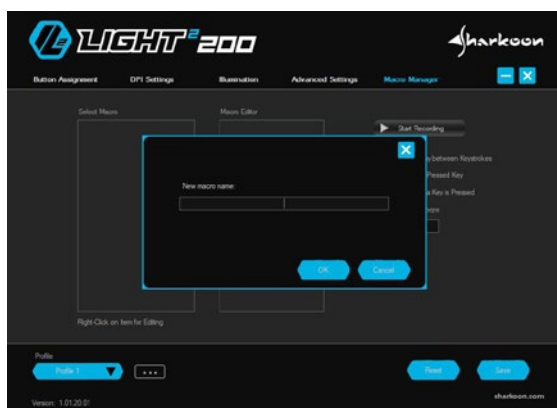 LIGHT² 200
Sharkoon
Button Assignment DPI Settings Illumination Advanced Settings Macro Manager
Select Macro Macro Editor
Start Recording
between Keystrokes
Pressed Key
a Key is Pressed
New macro name:
OK Cancel
Right-Click on Item for Editing
Profile
Profile 1 ... Reset Save
Version: 1.01.20.01
sharkoon.com